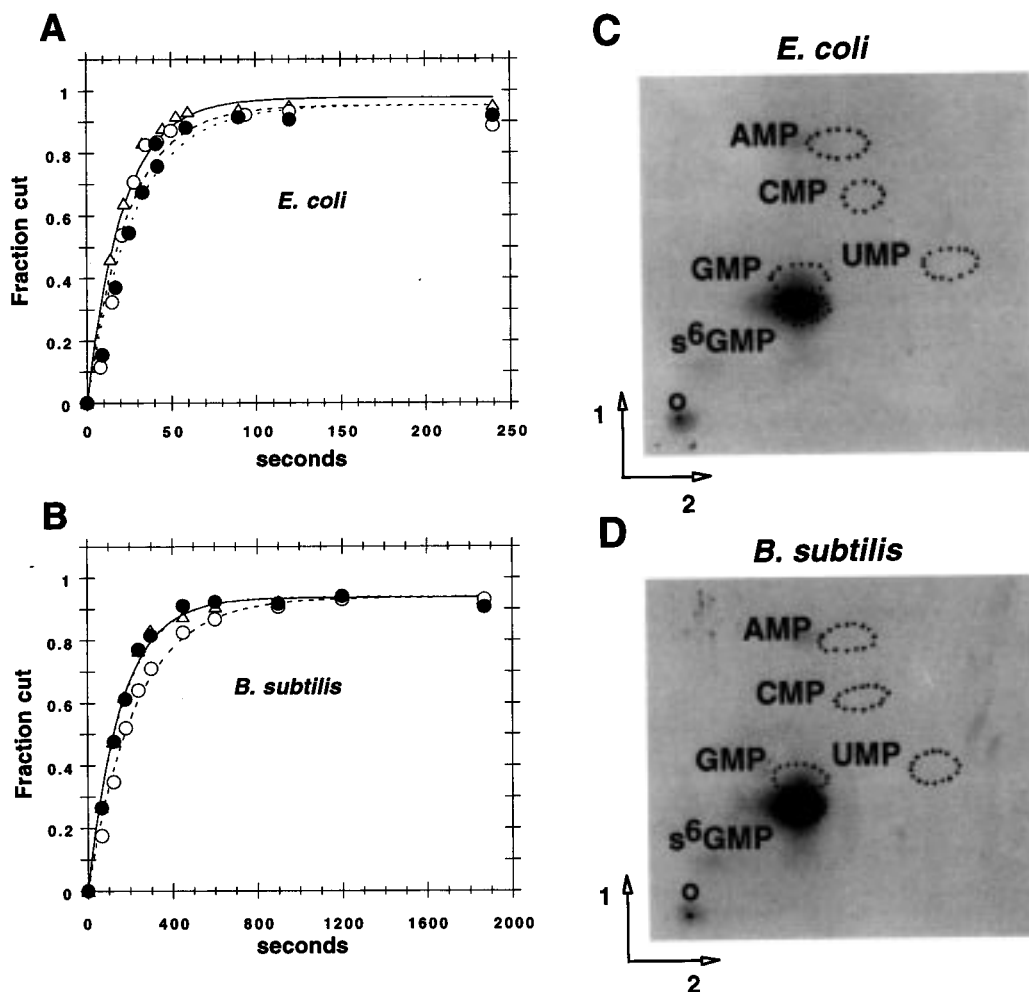 A
Fraction cut
1
0.8
0.6
0.4
0.2
0
E. coli
0 50 100 150 200 250
seconds
B
Fraction cut
1
0.8
0.6
0.4
0.2
0
B. subtilis
0 400 800 1200 1600 2000
seconds
C
E. coli
AMP
CMP
GMP
UMP
s⁶GMP
O
1
2
D
B. subtilis
AMP
CMP
GMP
UMP
s⁶GMP
O
1
2